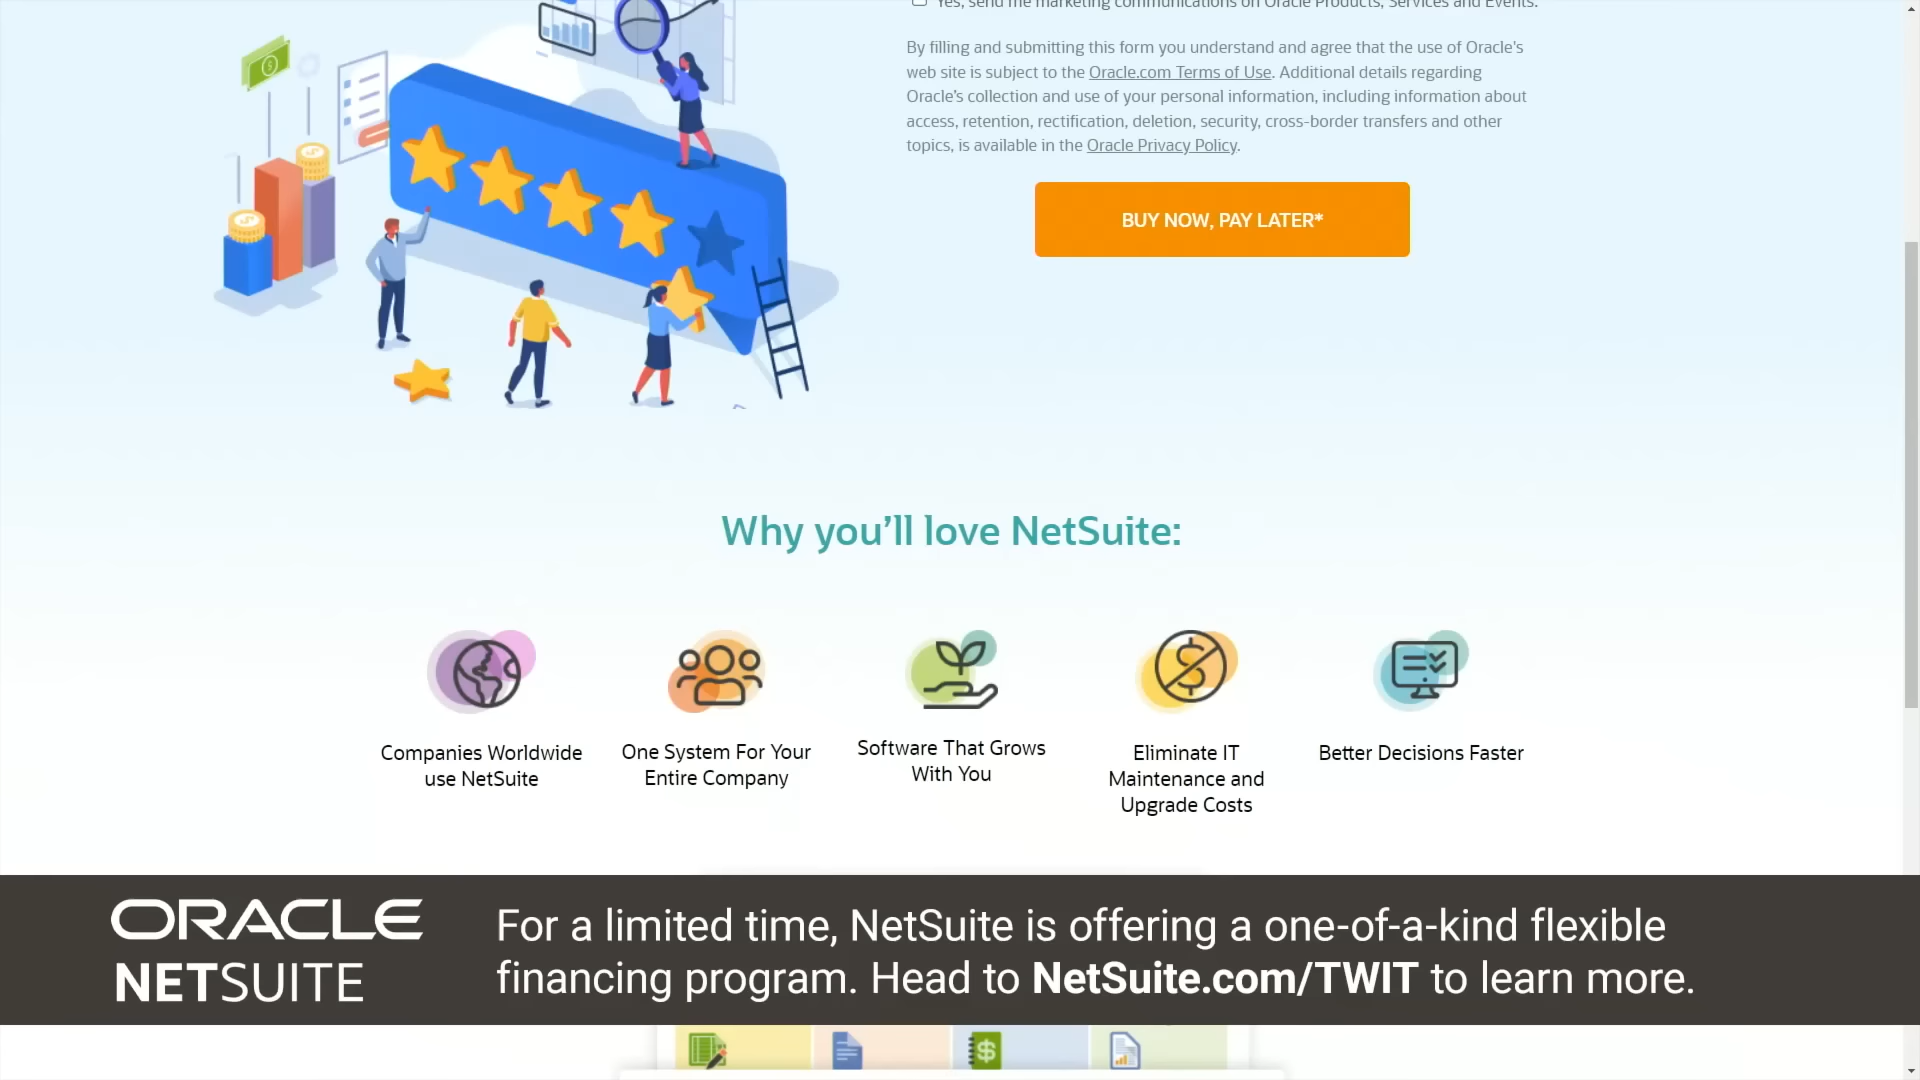 Yes, send me marketing communications on Oracle Products, Services and Events.
By filling and submitting this form you understand and agree that the use of Oracle's
web site is subject to the Oracle.com Terms of Use. Additional details regarding
Oracle's collection and use of your personal information, including information about
access, retention, rectification, deletion, security, cross-border transfers and other
topics, is available in the Oracle Privacy Policy.
BUY NOW, PAY LATER*
Why you’ll love NetSuite:
Companies Worldwide
use NetSuite
One System For Your
Entire Company
Software That Grows
With You
Eliminate IT
Maintenance and
Upgrade Costs
Better Decisions Faster
ORACLE
NETSUITE
For a limited time, NetSuite is offering a one-of-a-kind flexible
financing program. Head to NetSuite.com/TWIT to learn more.